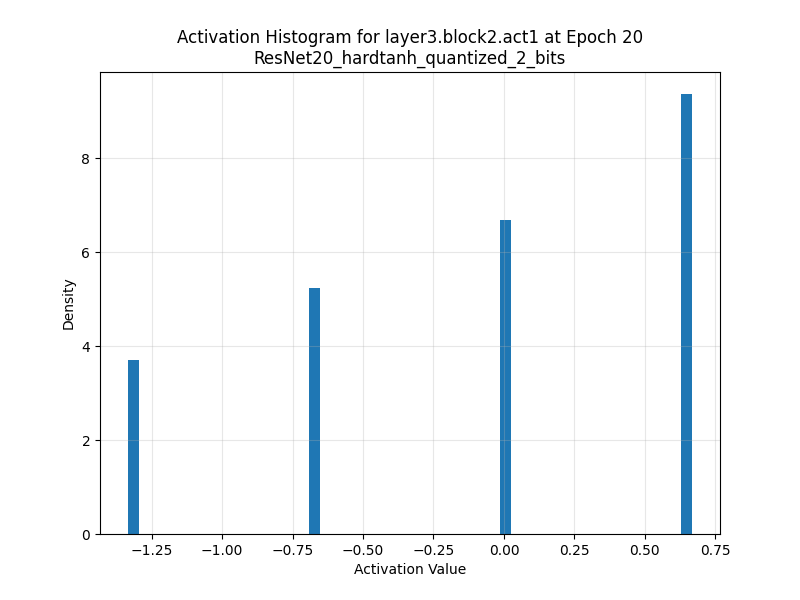 Activation Histogram for layer3.block2.act1 at Epoch 20
ResNet20_hardtanh_quantized_2_bits
Density
8
6
4
2
0
−1.25 −1.00 −0.75 −0.50 −0.25 0.00 0.25 0.50 0.75
Activation Value